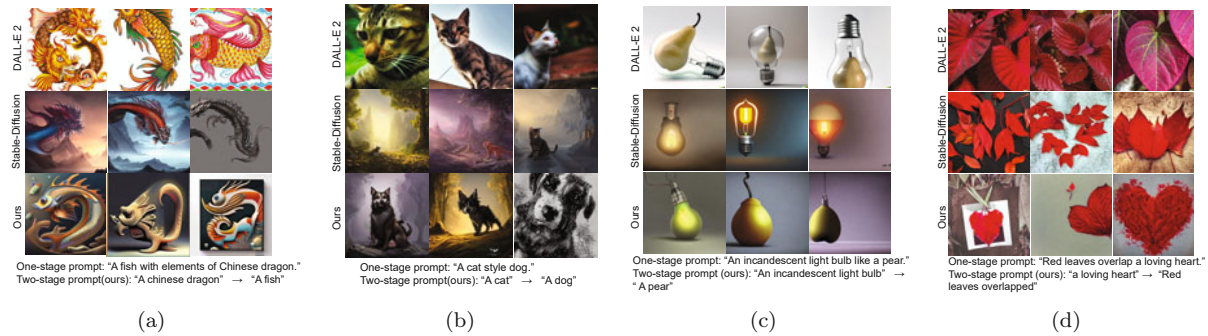 DALL-E 2
Stable-Diffusion
Ours
One-stage prompt: “A fish with elements of Chinese dragon.”
Two-stage prompt(ours): “A chinese dragon” → “A fish”
(a)
DALL-E 2
Stable-Diffusion
Ours
One-stage prompt: “A cat style dog.”
Two-stage prompt(ours): “A cat” → “A dog”
(b)
DALL-E 2
Stable-Diffusion
Ours
One-stage prompt: “An incandescent light bulb like a pear.”
Two-stage prompt (ours): “An incandescent light bulb” →
“ A pear”
(c)
DALL-E 2
Stable-Diffusion
Ours
One-stage prompt: “Red leaves overlap a loving heart.”
Two-stage prompt (ours): “a loving heart” → “Red
leaves overlapped”
(d)